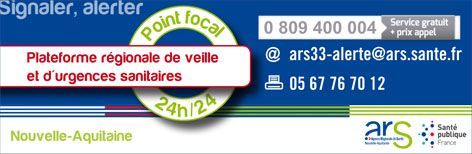 Signaler, alerter
Point focal
Plateforme régionale de veille
et d'urgences sanitaires
24h/24
Nouvelle-Aquitaine
0 809 400 004
Service gratuit
+ prix appel
@ ars33-alerte@ars.sante.fr
05 67 76 70 12
ars
Agence Régionale de Santé
Nouvelle-Aquitaine
Santé
publique
France